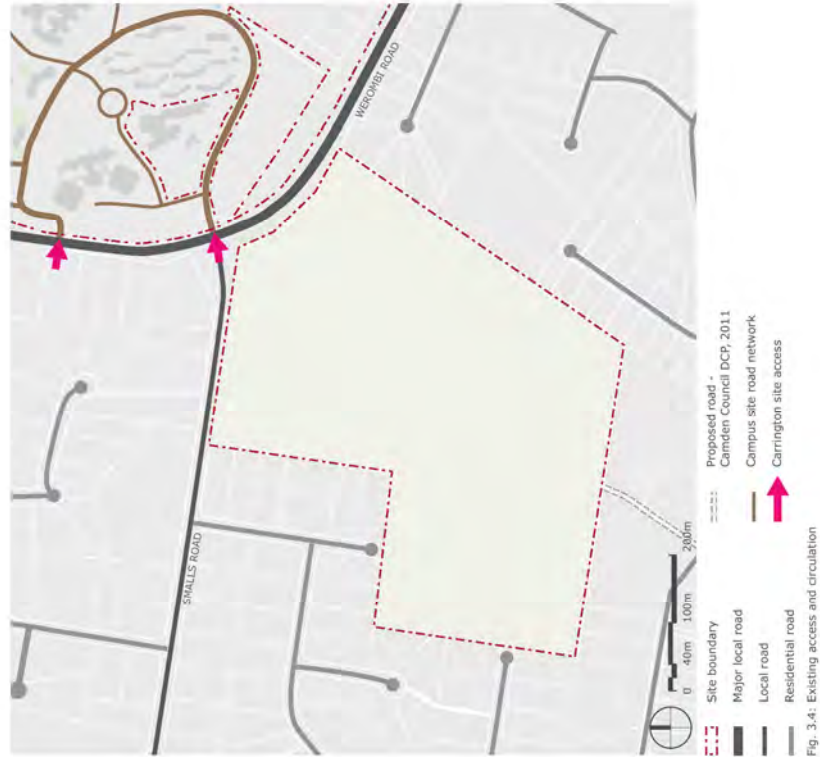 WEROMBI ROAD
SMALLS ROAD
0 40m 100m 200m
Site boundary
Major local road
Local road
Residential road
Proposed road -
Camden Council DCP, 2011
Campus site road network
Carrington site access
Fig. 3.4: Existing access and circulation